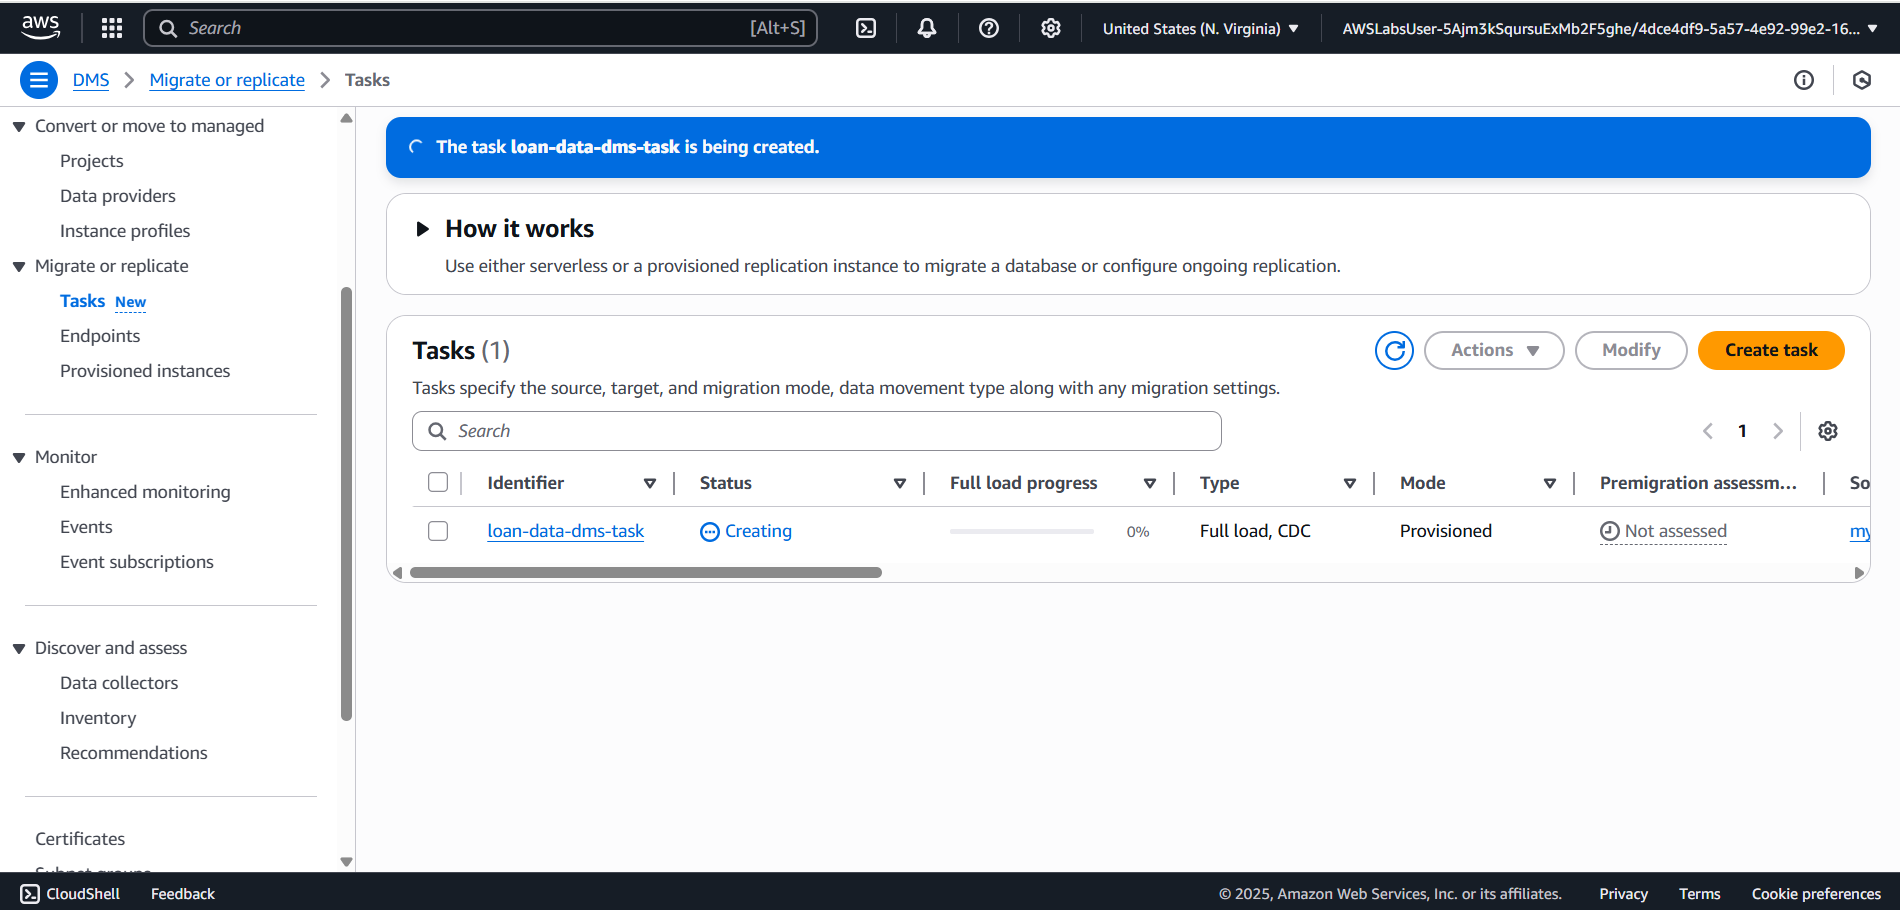 aws
Search [Alt+S]
United States (N. Virginia)
AWSLabsUser-5Ajm3kSqursuExMb2F5ghe/4dce4df9-5a57-4e92-99e2-16...
DMS
Migrate or replicate
Tasks
Convert or move to managed
Projects
Data providers
Instance profiles
Migrate or replicate
Tasks New
Endpoints
Provisioned instances
Monitor
Enhanced monitoring
Events
Event subscriptions
Discover and assess
Data collectors
Inventory
Recommendations
Certificates
The task loan-data-dms-task is being created.
How it works
Use either serverless or a provisioned replication instance to migrate a database or configure ongoing replication.
Tasks (1)
Actions
Modify
Create task
Tasks specify the source, target, and migration mode, data movement type along with any migration settings.
Search
1
Identifier Status Full load progress Type Mode Premigration assessm... So
loan-data-dms-task Creating 0% Full load, CDC Provisioned Not assessed my
CloudShell Feedback © 2025, Amazon Web Services, Inc. or its affiliates. Privacy Terms Cookie preferences